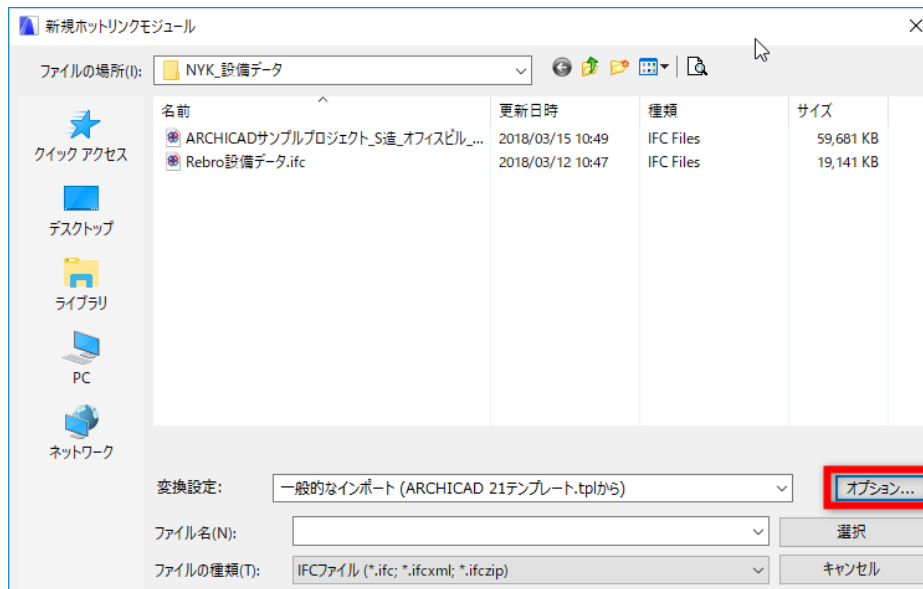 新規ホットリンクモジュール
ファイルの場所(I): NYK_設備データ
名前 更新日時 種類 サイズ
ARCHICADサンプルプロジェクト_S造_オフィスビル_... 2018/03/15 10:49 IFC Files 59,681 KB
Rebro設備データ.ifc 2018/03/12 10:47 IFC Files 19,141 KB
クイック アクセス
デスクトップ
ライブラリ
PC
ネットワーク
変換設定: 一般的なインポート (ARCHICAD 21テンプレート.tplから) オプション...
ファイル名(N): 選択
ファイルの種類(T): IFCファイル (*.ifc; *.ifcxml; *.ifczip) キャンセル